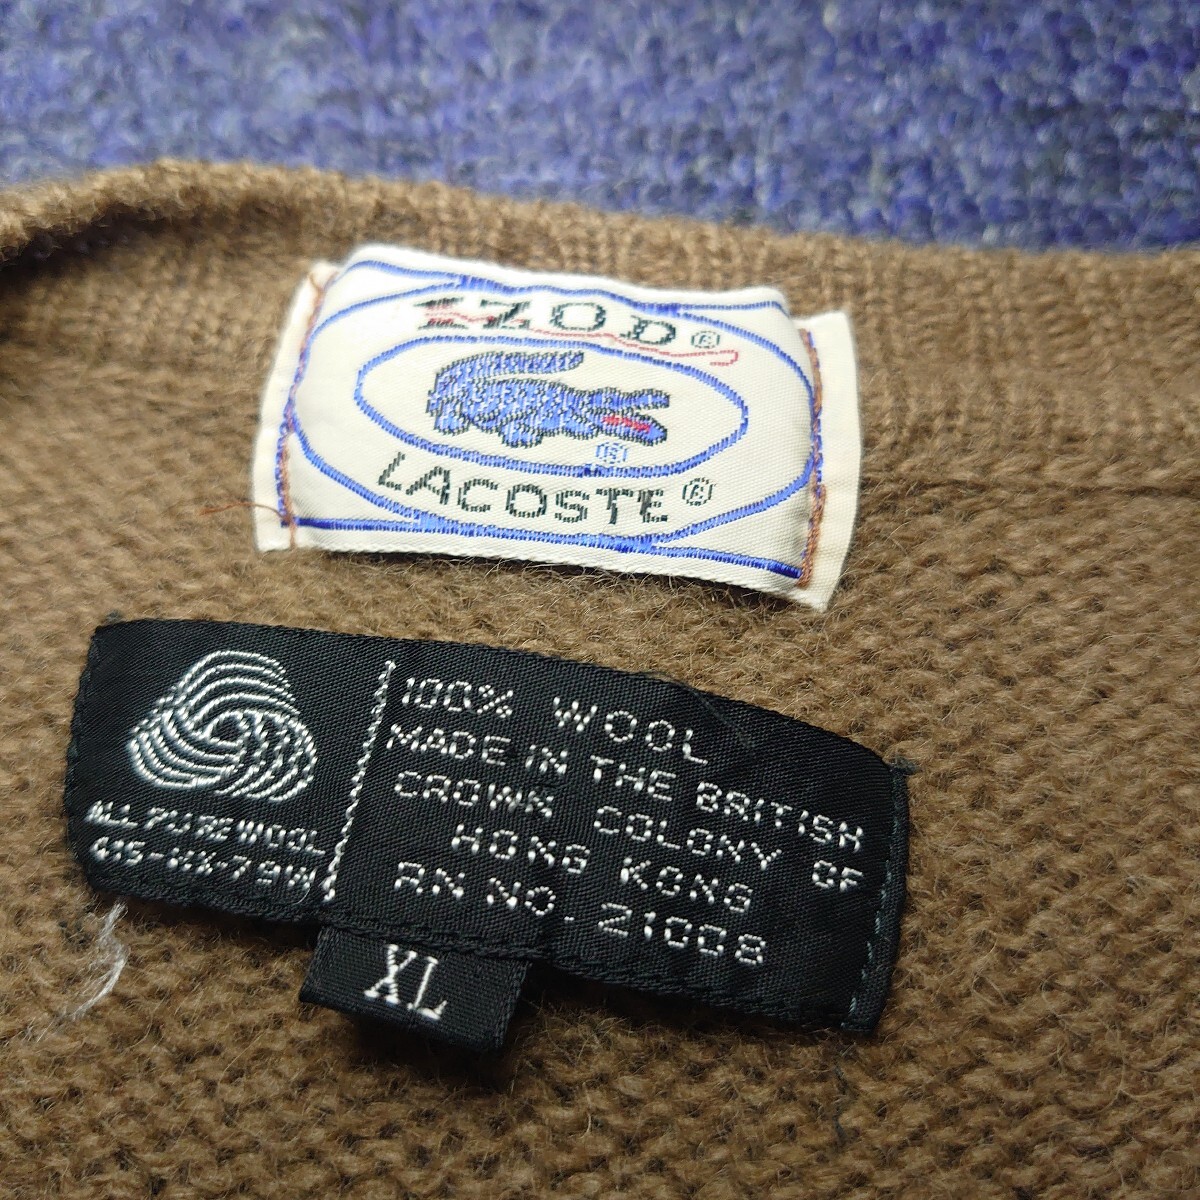 IZOD®
®
LACOSTE®
ALL PURE WOOL
100% WOOL
MADE IN THE BRITISH
CROWN COLONY OF
HONG KONG
RN NO. 21008
XL